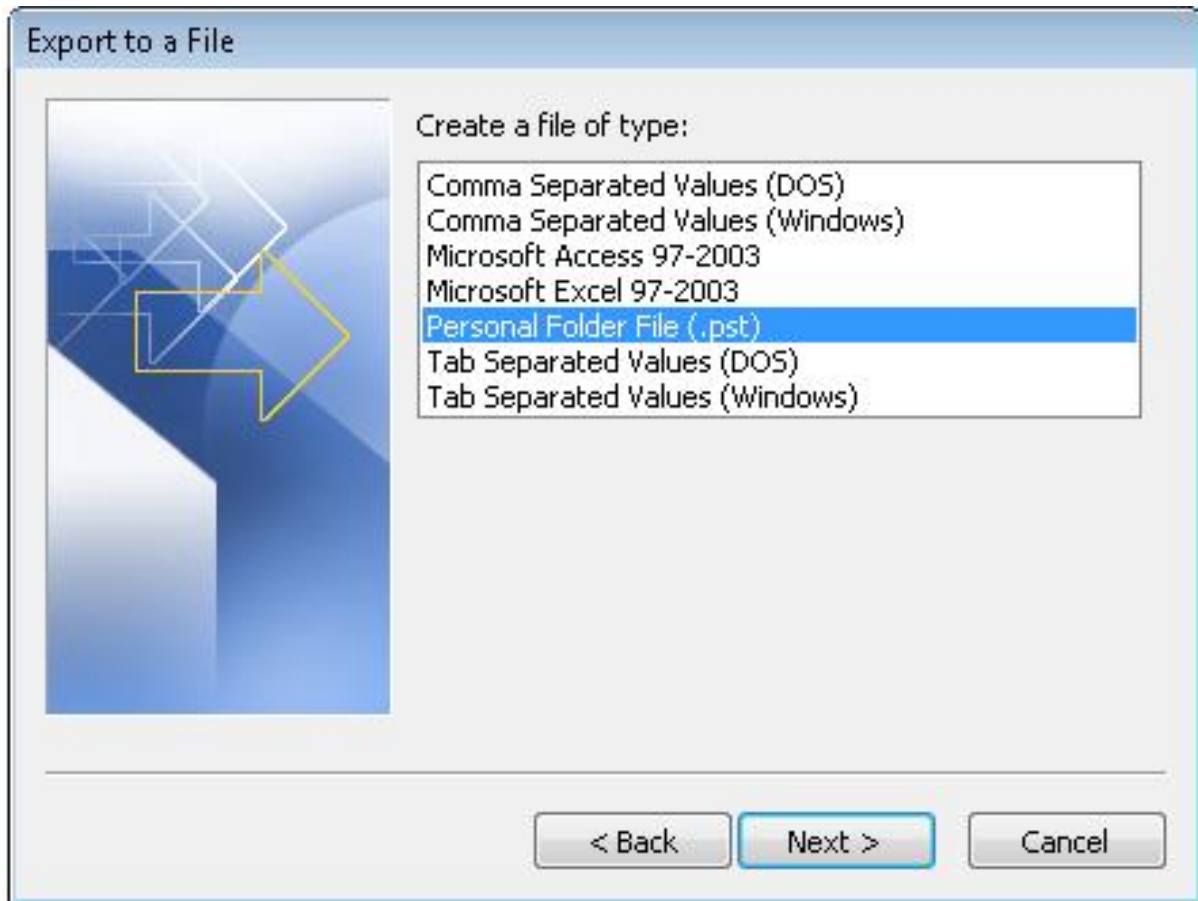 Export to a File
Create a file of type:
Comma Separated Values (DOS)
Comma Separated Values (Windows)
Microsoft Access 97-2003
Microsoft Excel 97-2003
Personal Folder File (.pst)
Tab Separated Values (DOS)
Tab Separated Values (Windows)
< Back Next > Cancel